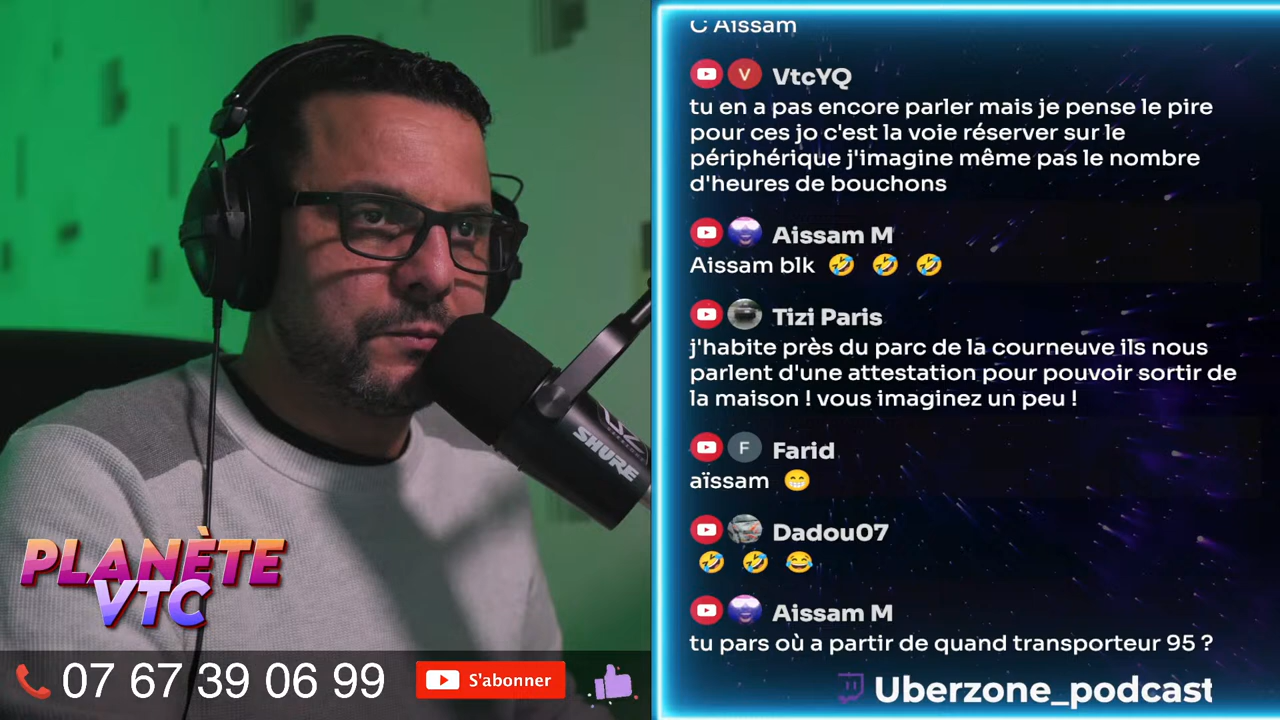 C Aissam
V VtcYQ
tu en a pas encore parler mais je pense le pire
pour ces jo c'est la voie réserver sur le
périphérique j'imagine même pas le nombre
d'heures de bouchons
Aissam M
Aissam blk 🤣 🤣 🤣
Tizi Paris
j'habite près du parc de la courneuve ils nous
parlent d'une attestation pour pouvoir sortir de
la maison ! vous imaginez un peu !
F Farid
aïssam 😁
Dadou07
🤣 🤣 😂
Aissam M
tu pars où a partir de quand transporteur 95 ?
Uberzone_podcast
SHURE
PLANÈTE
VTC
07 67 39 06 99
S'abonner